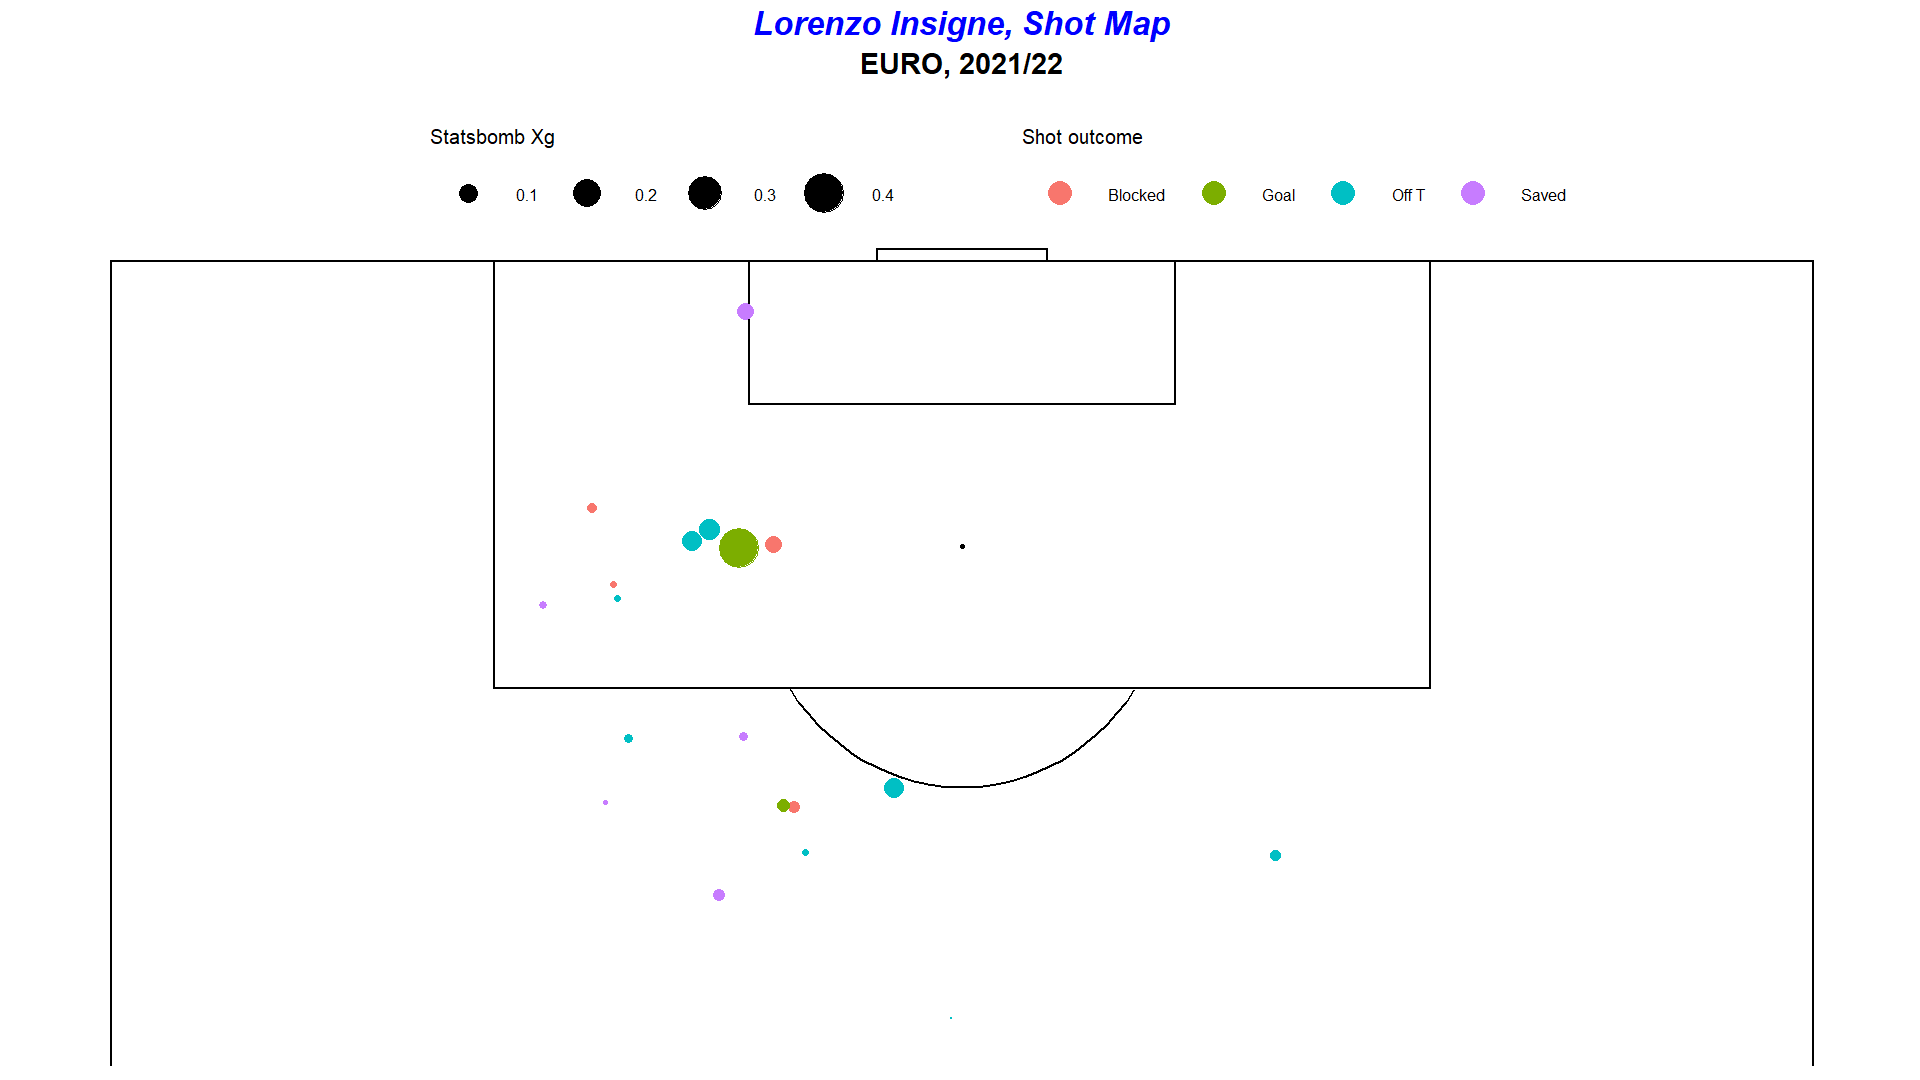 Lorenzo Insigne, Shot Map
EURO, 2021/22
Statsbomb Xg
0.1 0.2 0.3 0.4
Shot outcome
Blocked Goal Off T Saved